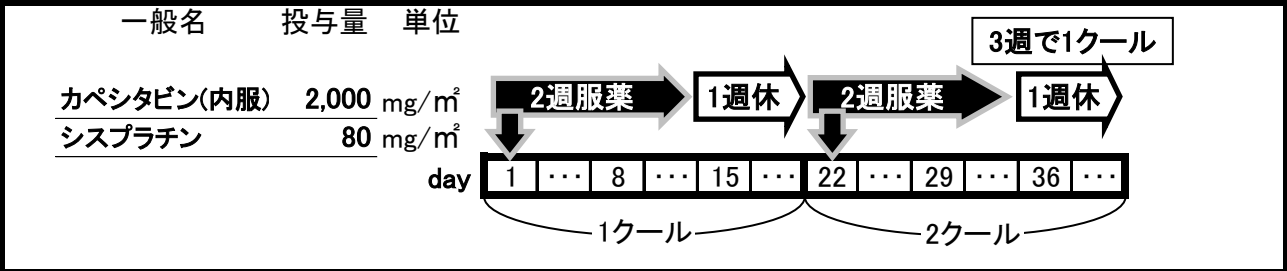 一般名 投与量 単位
3週で1クール
カペシタビン(内服) 2,000 mg/㎡ 2週服薬 1週休 2週服薬 1週休
シスプラチン 80 mg/㎡
day 1 ・・・ 8 ・・・ 15 ・・・ 22 ・・・ 29 ・・・ 36 ・・・
1クール 2クール